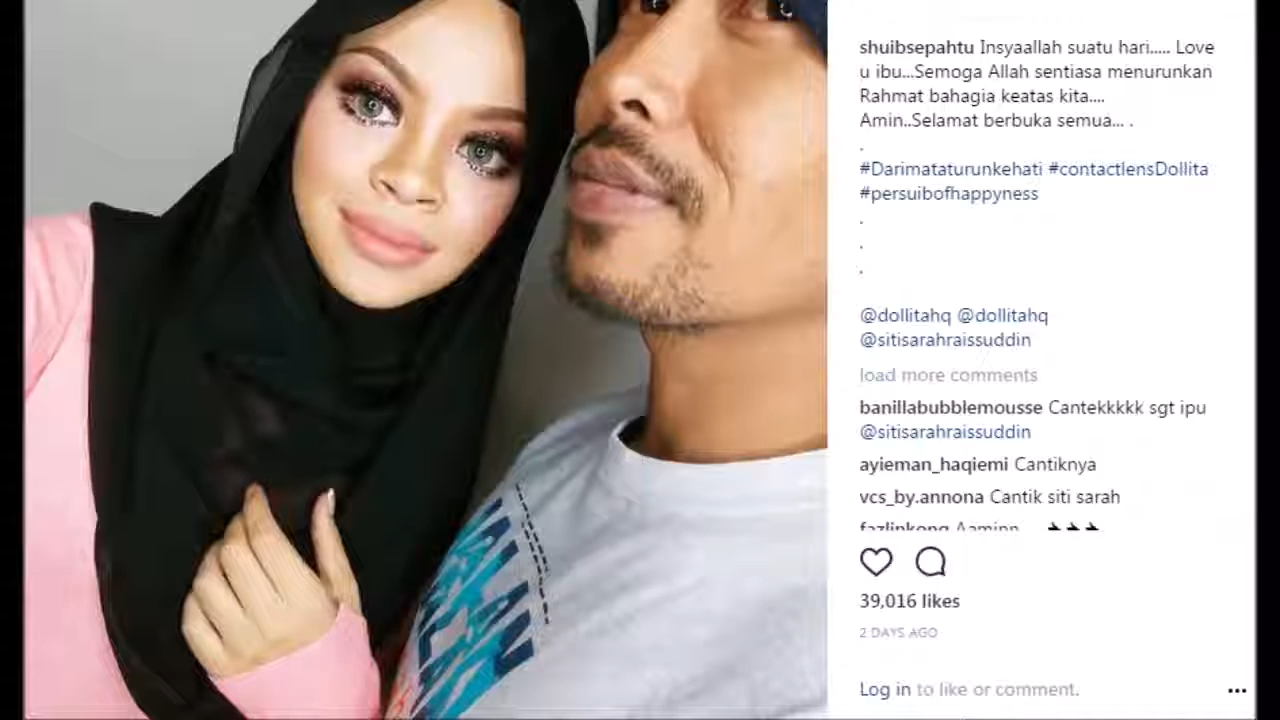 shuibsepahtu Insyaallah suatu hari..... Love
u ibu...Semoga Allah sentiasa menurunkan
Rahmat bahagia keatas kita....
Amin..Selamat berbuka semua... .
.
#Darimataturunkehati #contactlensDollita
#persuibofhappyness
.
.
.
@dollitahq @dollitahq
@sitisarahraissuddin
load more comments
banillabubblemousse Cantekkkkk sgt ipu
@sitisarahraissuddin
ayieman_haqiemi Cantiknya
vcs_by.annona Cantik siti sarah
39,016 likes
2 DAYS AGO
Log in to like or comment.